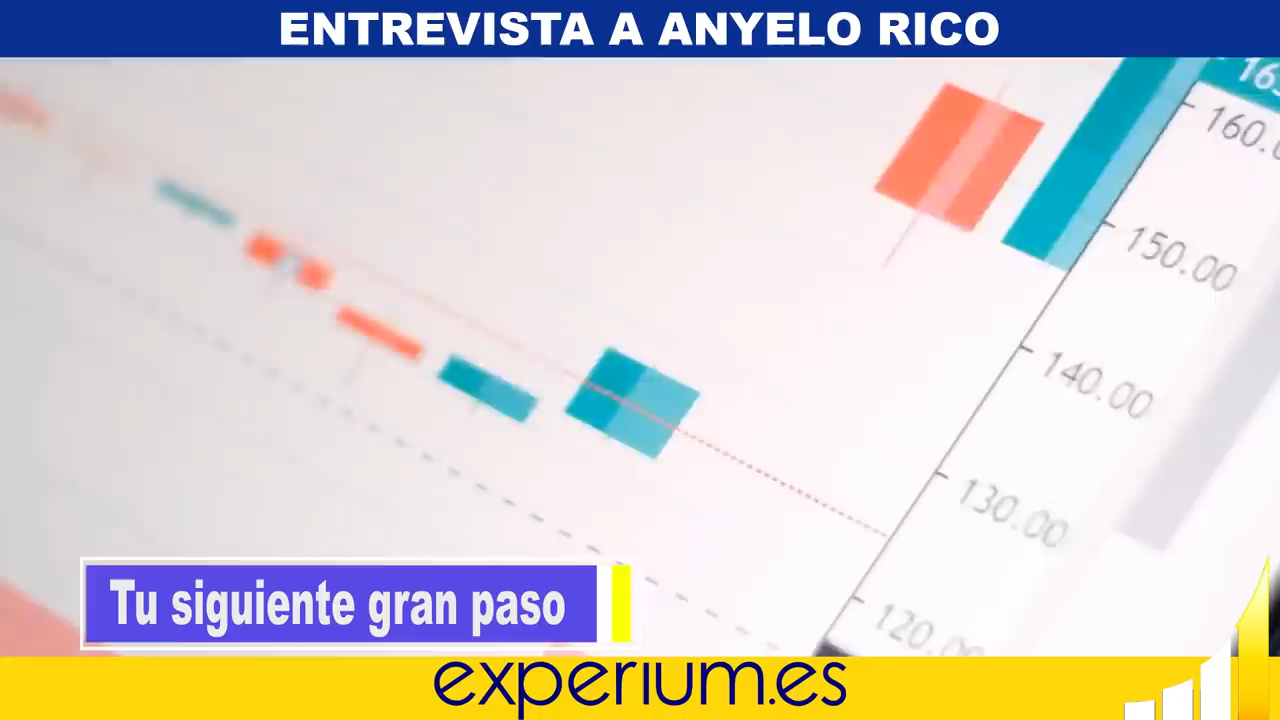 ENTREVISTA A ANYELO RICO
160.0
150.00
140.00
130.00
120.00
Tu siguiente gran paso
experium.es